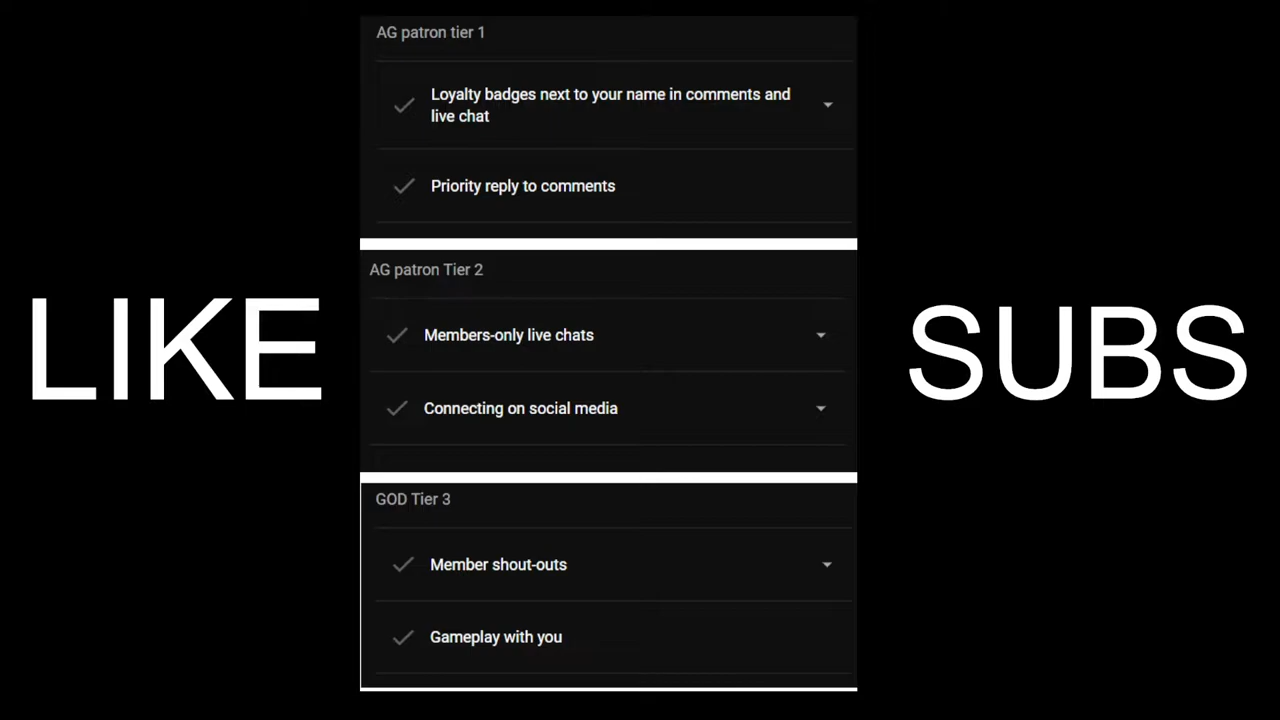 AG patron tier 1
Loyalty badges next to your name in comments and
live chat
Priority reply to comments
AG patron Tier 2
Members-only live chats
Connecting on social media
GOD Tier 3
Member shout-outs
Gameplay with you
LIKE
SUBS